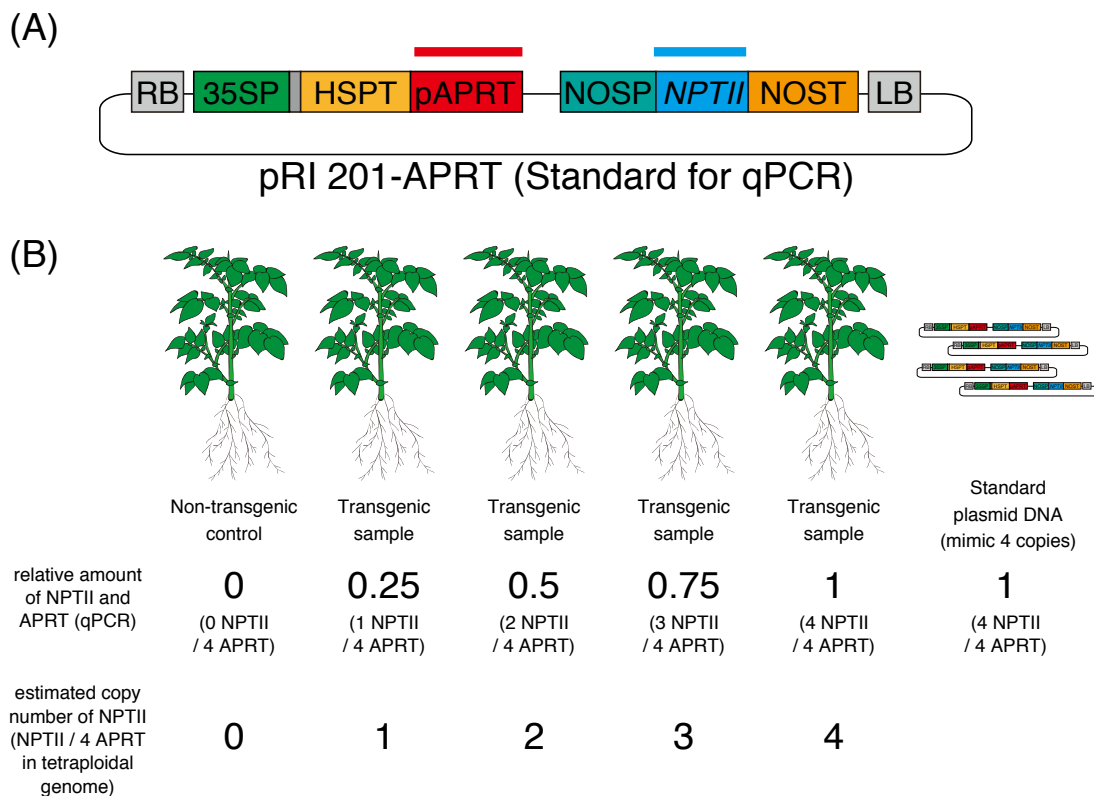 (A)
RB 35SP HSPT pAPRT NOSP NPTII NOST LB
pRI 201-APRT (Standard for qPCR)
(B)
Non-transgenic
control
Transgenic
sample
Transgenic
sample
Transgenic
sample
Transgenic
sample
Standard
plasmid DNA
(mimic 4 copies)
relative amount
of NPTII and
APRT (qPCR)
0
(0 NPTII
/ 4 APRT)
0.25
(1 NPTII
/ 4 APRT)
0.5
(2 NPTII
/ 4 APRT)
0.75
(3 NPTII
/ 4 APRT)
1
(4 NPTII
/ 4 APRT)
1
(4 NPTII
/ 4 APRT)
estimated copy
number of NPTII
(NPTII / 4 APRT
in tetraploidal
genome)
0
1
2
3
4